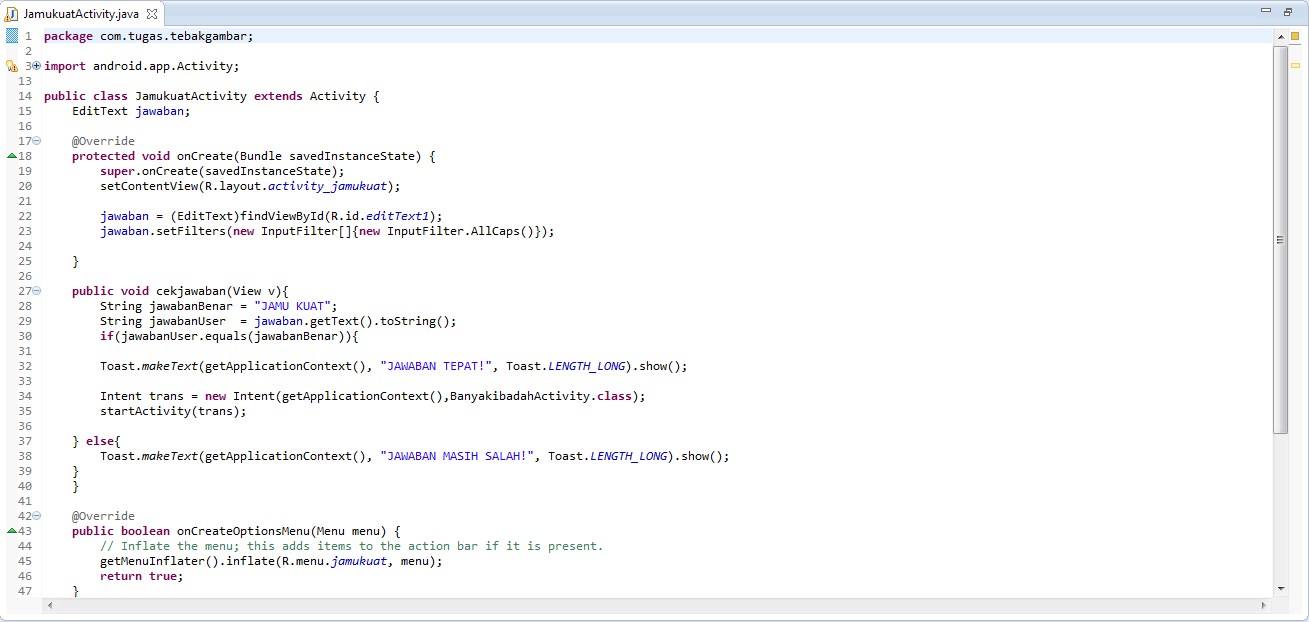 JamukuatActivity.java
1 package com.tugas.tebakgambar;
2
3 import android.app.Activity;
13
14 public class JamukuatActivity extends Activity {
15     EditText jawaban;
16
17     @Override
18     protected void onCreate(Bundle savedInstanceState) {
19         super.onCreate(savedInstanceState);
20         setContentView(R.layout.activity_jamukuat);
21
22         jawaban = (EditText)findViewById(R.id.editText1);
23         jawaban.setFilters(new InputFilter[]{new InputFilter.AllCaps()});
24
25     }
26
27     public void cekjawaban(View v){
28         String jawabanBenar = "JAMU KUAT";
29         String jawabanUser  = jawaban.getText().toString();
30         if(jawabanUser.equals(jawabanBenar)){
31
32         Toast.makeText(getApplicationContext(), "JAWABAN TEPAT!", Toast.LENGTH_LONG).show();
33
34         Intent trans = new Intent(getApplicationContext(),BanyakibadahActivity.class);
35         startActivity(trans);
36
37     } else{
38         Toast.makeText(getApplicationContext(), "JAWABAN MASIH SALAH!", Toast.LENGTH_LONG).show();
39     }
40     }
41
42     @Override
43     public boolean onCreateOptionsMenu(Menu menu) {
44         // Inflate the menu; this adds items to the action bar if it is present.
45         getMenuInflater().inflate(R.menu.jamukuat, menu);
46         return true;
47     }